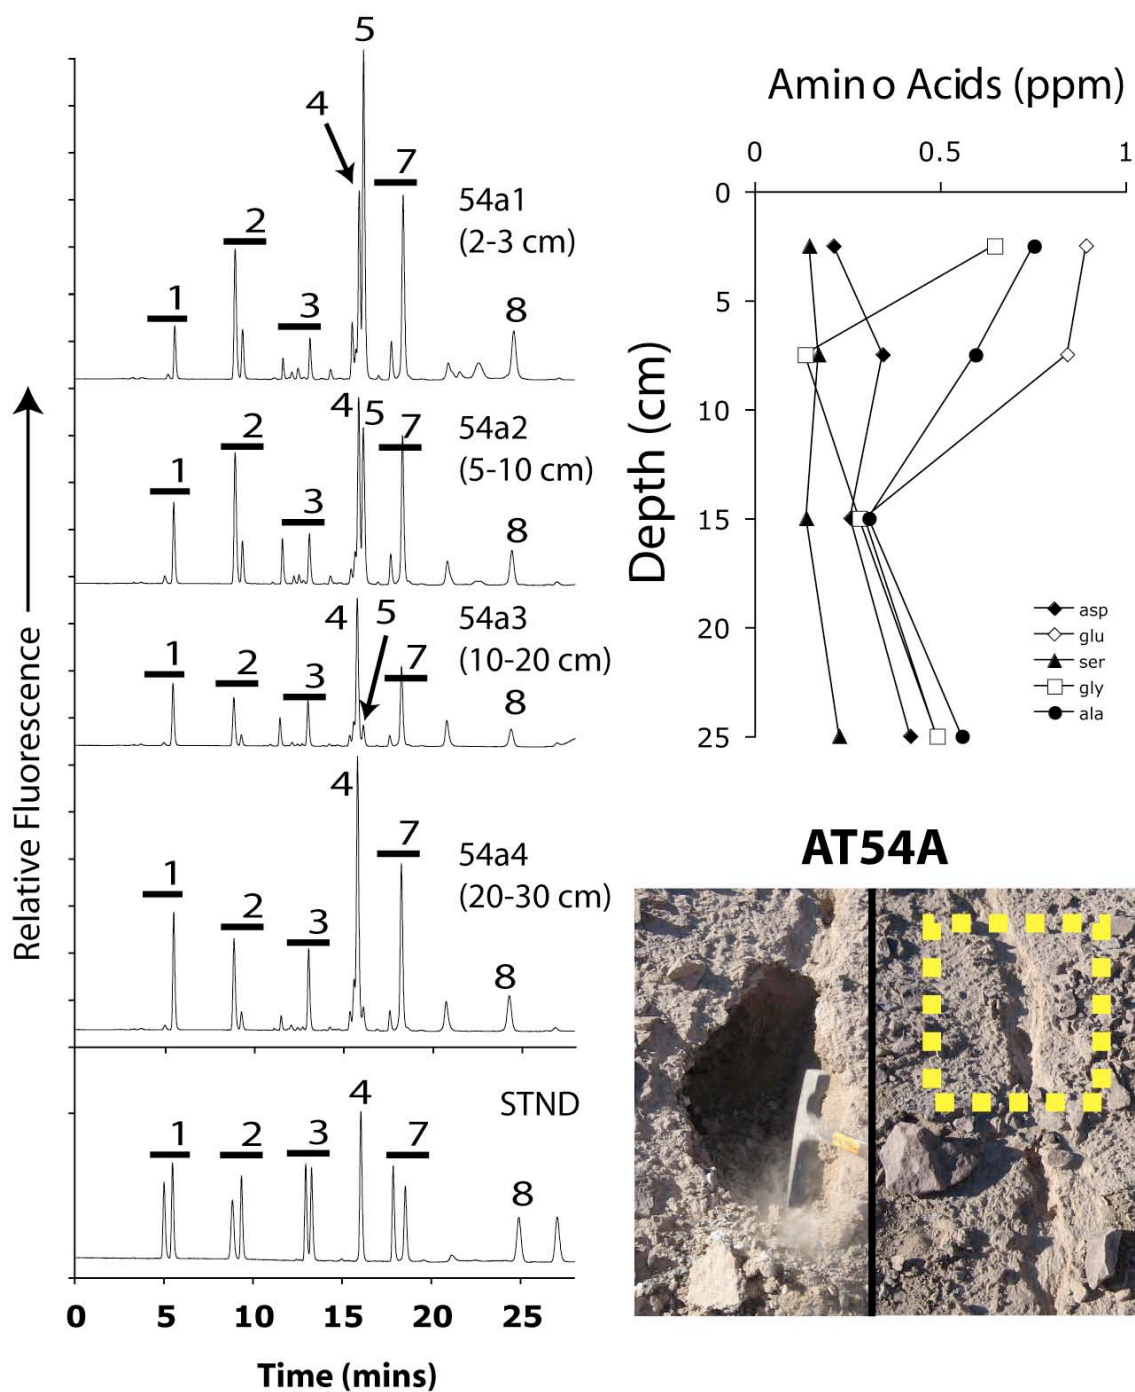 5
4
7
54a1
(2-3 cm)
2
1
3
8
4
5
7
54a2
(5-10 cm)
2
1
3
8
4
5
54a3
(10-20 cm)
1
2
3
7
8
4
7
54a4
(20-30 cm)
1
2
3
8
4
STND
1
2
3
7
8
0 5 10 15 20 25
Time (mins)
Relative Fluorescence
Amino Acids (ppm)
0 0.5 1
0
5
10
15
20
25
Depth (cm)
asp
glu
ser
gly
ala
AT54A